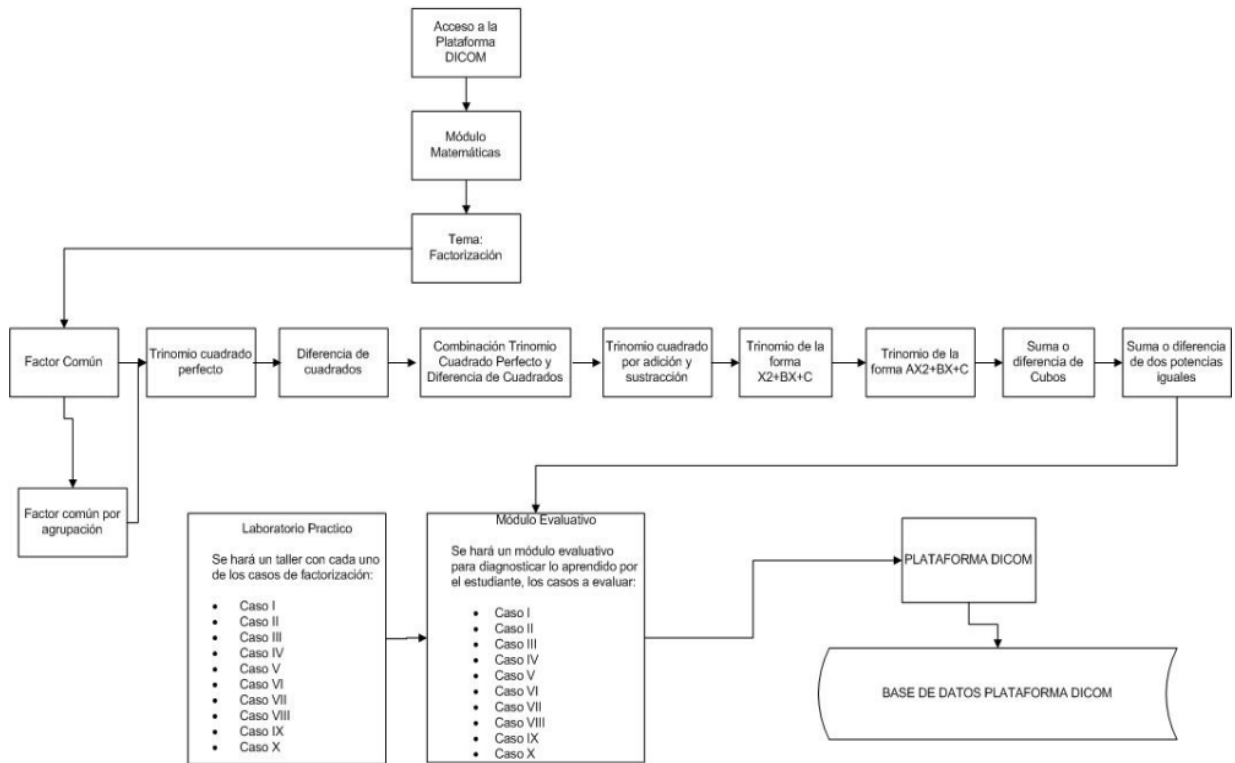 Acceso a la
Plataforma
DICOM
Módulo
Matemáticas
Tema:
Factorización
Factor Común
Trinomio cuadrado
perfecto
Diferencia de
cuadrados
Combinación Trinomio
Cuadrado Perfecto y
Diferencia de Cuadrados
Trinomio cuadrado
por adición y
sustracción
Trinomio de la
forma
X2+BX+C
Trinomio de la
forma AX2+BX+C
Suma o
diferencia de
Cubos
Suma o diferencia
de dos potencias
iguales
Factor común por
agrupación
Laboratorio Practico
Se hará un taller con cada uno
de los casos de factorización:
• Caso I
• Caso II
• Caso III
• Caso IV
• Caso V
• Caso VI
• Caso VII
• Caso VIII
• Caso IX
• Caso X
Módulo Evaluativo
Se hará un módulo evaluativo
para diagnosticar lo aprendido por
el estudiante, los casos a evaluar:
• Caso I
• Caso II
• Caso III
• Caso IV
• Caso V
• Caso VI
• Caso VII
• Caso VIII
• Caso IX
• Caso X
PLATAFORMA DICOM
BASE DE DATOS PLATAFORMA DICOM